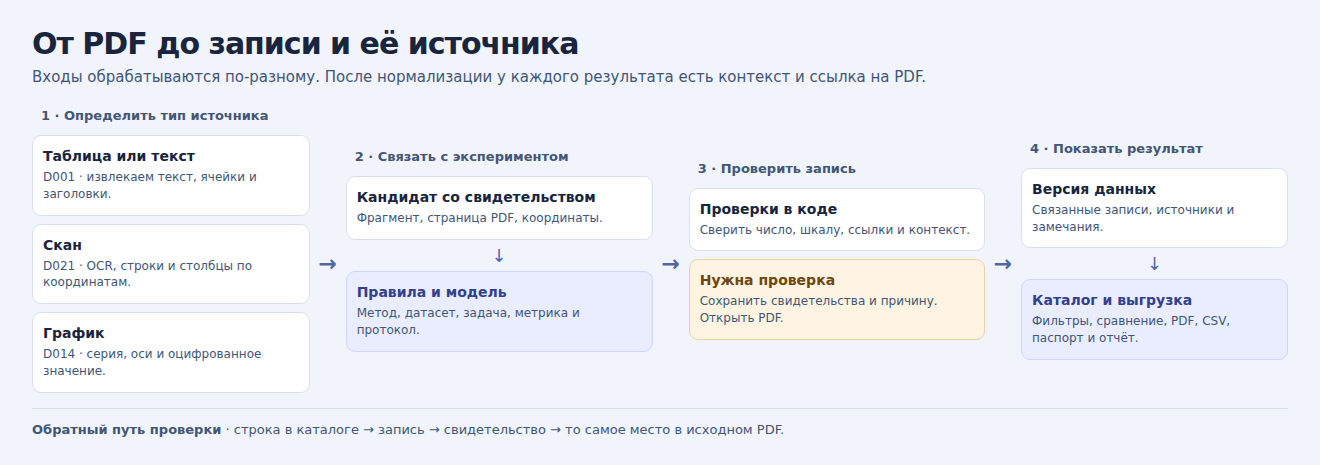 От PDF до записи и её источника
Входы обрабатываются по-разному. После нормализации у каждого результата есть контекст и ссылка на PDF.
1 · Определить тип источника
Таблица или текст
D001 · извлекаем текст, ячейки и
заголовки.
Скан
D021 · OCR, строки и столбцы по
координатам.
График
D014 · серия, оси и оцифрованное
значение.
→
2 · Связать с экспериментом
Кандидат со свидетельством
Фрагмент, страница PDF, координаты.
↓
Правила и модель
Метод, датасет, задача, метрика и
протокол.
→
3 · Проверить запись
Проверки в коде
Сверить число, шкалу, ссылки и контекст.
Нужна проверка
Сохранить свидетельства и причину.
Открыть PDF.
→
4 · Показать результат
Версия данных
Связанные записи, источники и
замечания.
↓
Каталог и выгрузка
Фильтры, сравнение, PDF, CSV,
паспорт и отчёт.
Обратный путь проверки · строка в каталоге → запись → свидетельство → то самое место в исходном PDF.